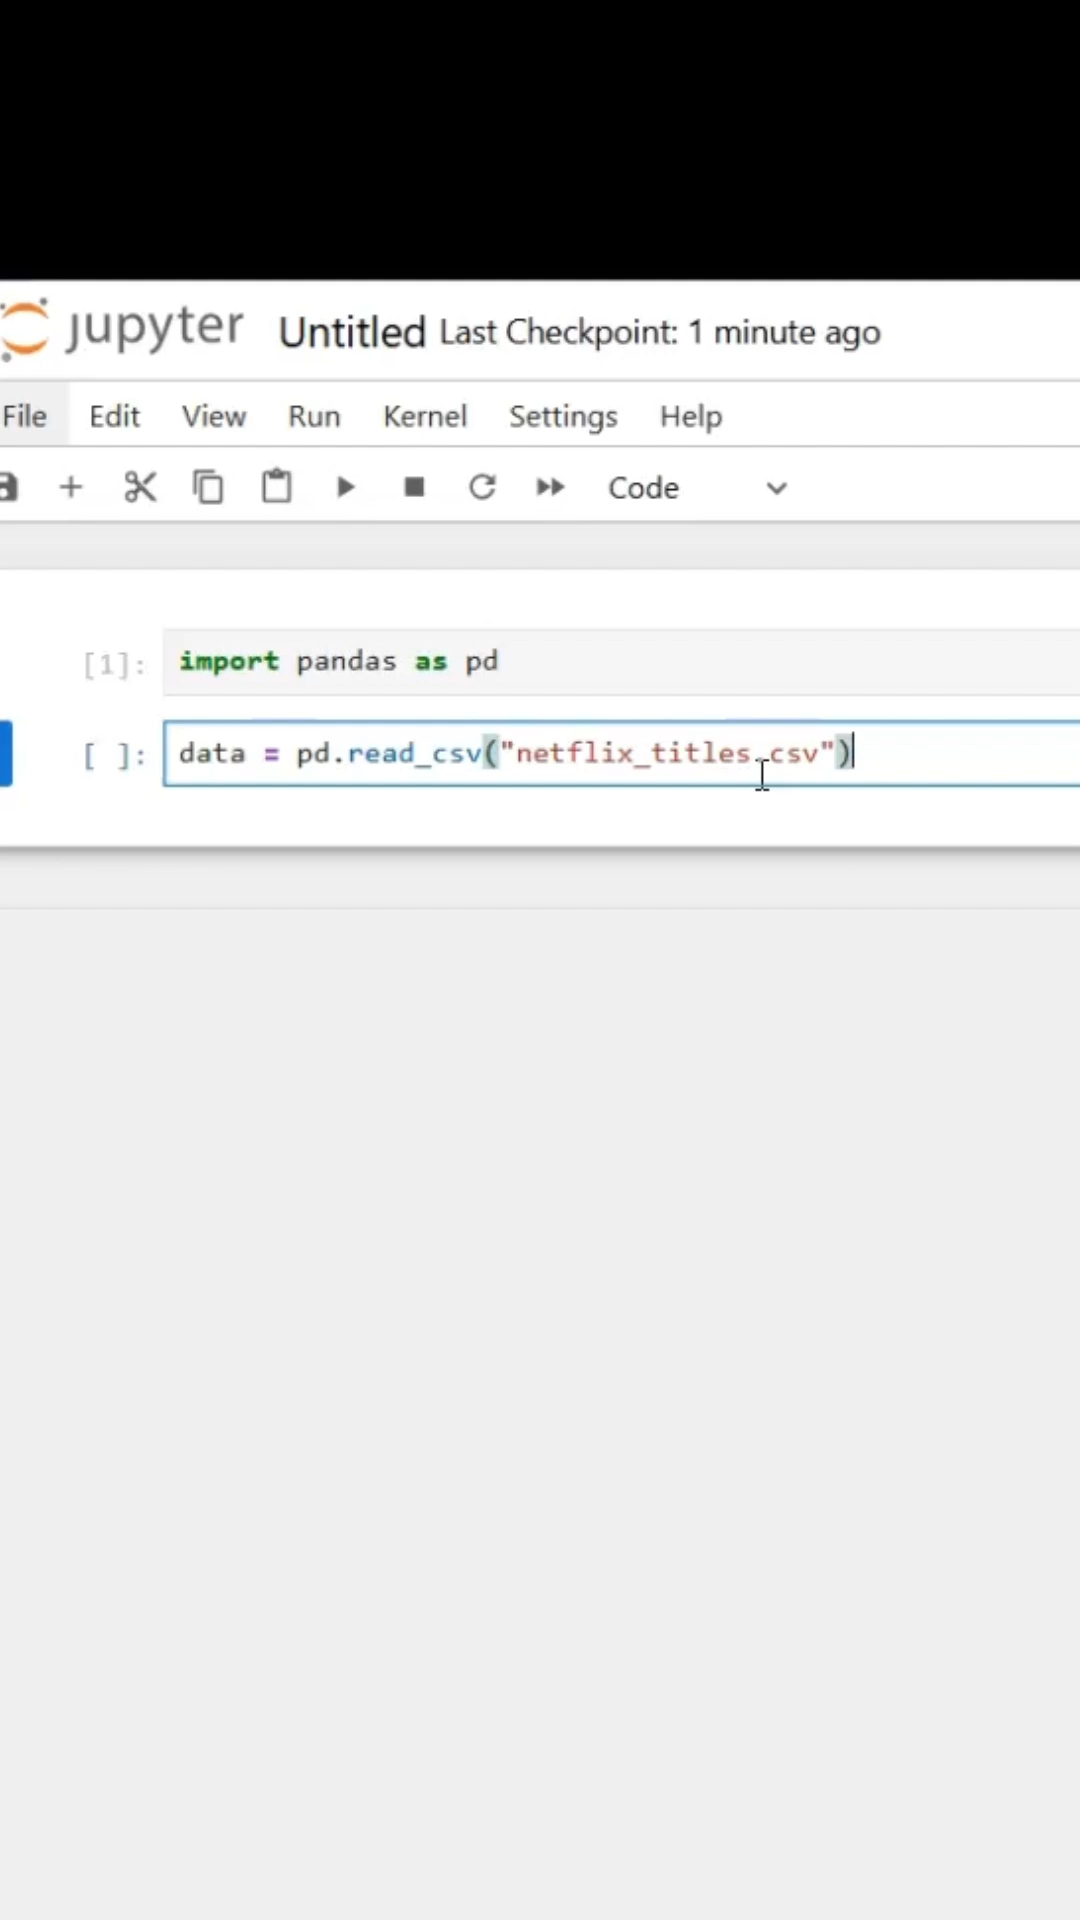 jupyter Untitled Last Checkpoint: 1 minute ago
File Edit View Run Kernel Settings Help
Code
[1]: import pandas as pd
[ ]: data = pd.read_csv("netflix_titles.csv")